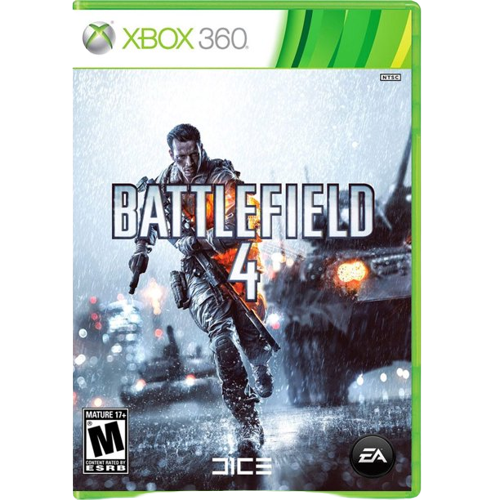 XBOX 360
NTSC
BATTLEFIELD
4
MATURE 17+
M
CONTENT RATED BY
ESRB
DICE
EA